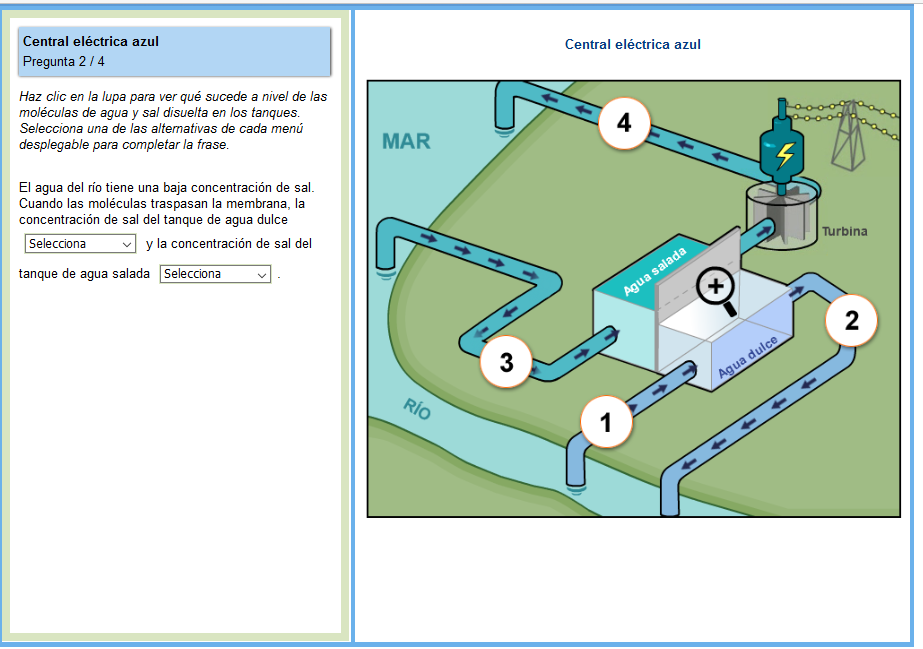 Central eléctrica azul
Pregunta 2 / 4
Haz clic en la lupa para ver qué sucede a nivel de las
moléculas de agua y sal disuelta en los tanques.
Selecciona una de las alternativas de cada menú
desplegable para completar la frase.
El agua del río tiene una baja concentración de sal.
Cuando las moléculas traspasan la membrana, la
concentración de sal del tanque de agua dulce
Selecciona y la concentración de sal del
tanque de agua salada Selecciona .
Central eléctrica azul
MAR
4
Turbina
Agua salada
2
3
Agua dulce
1
RÍO